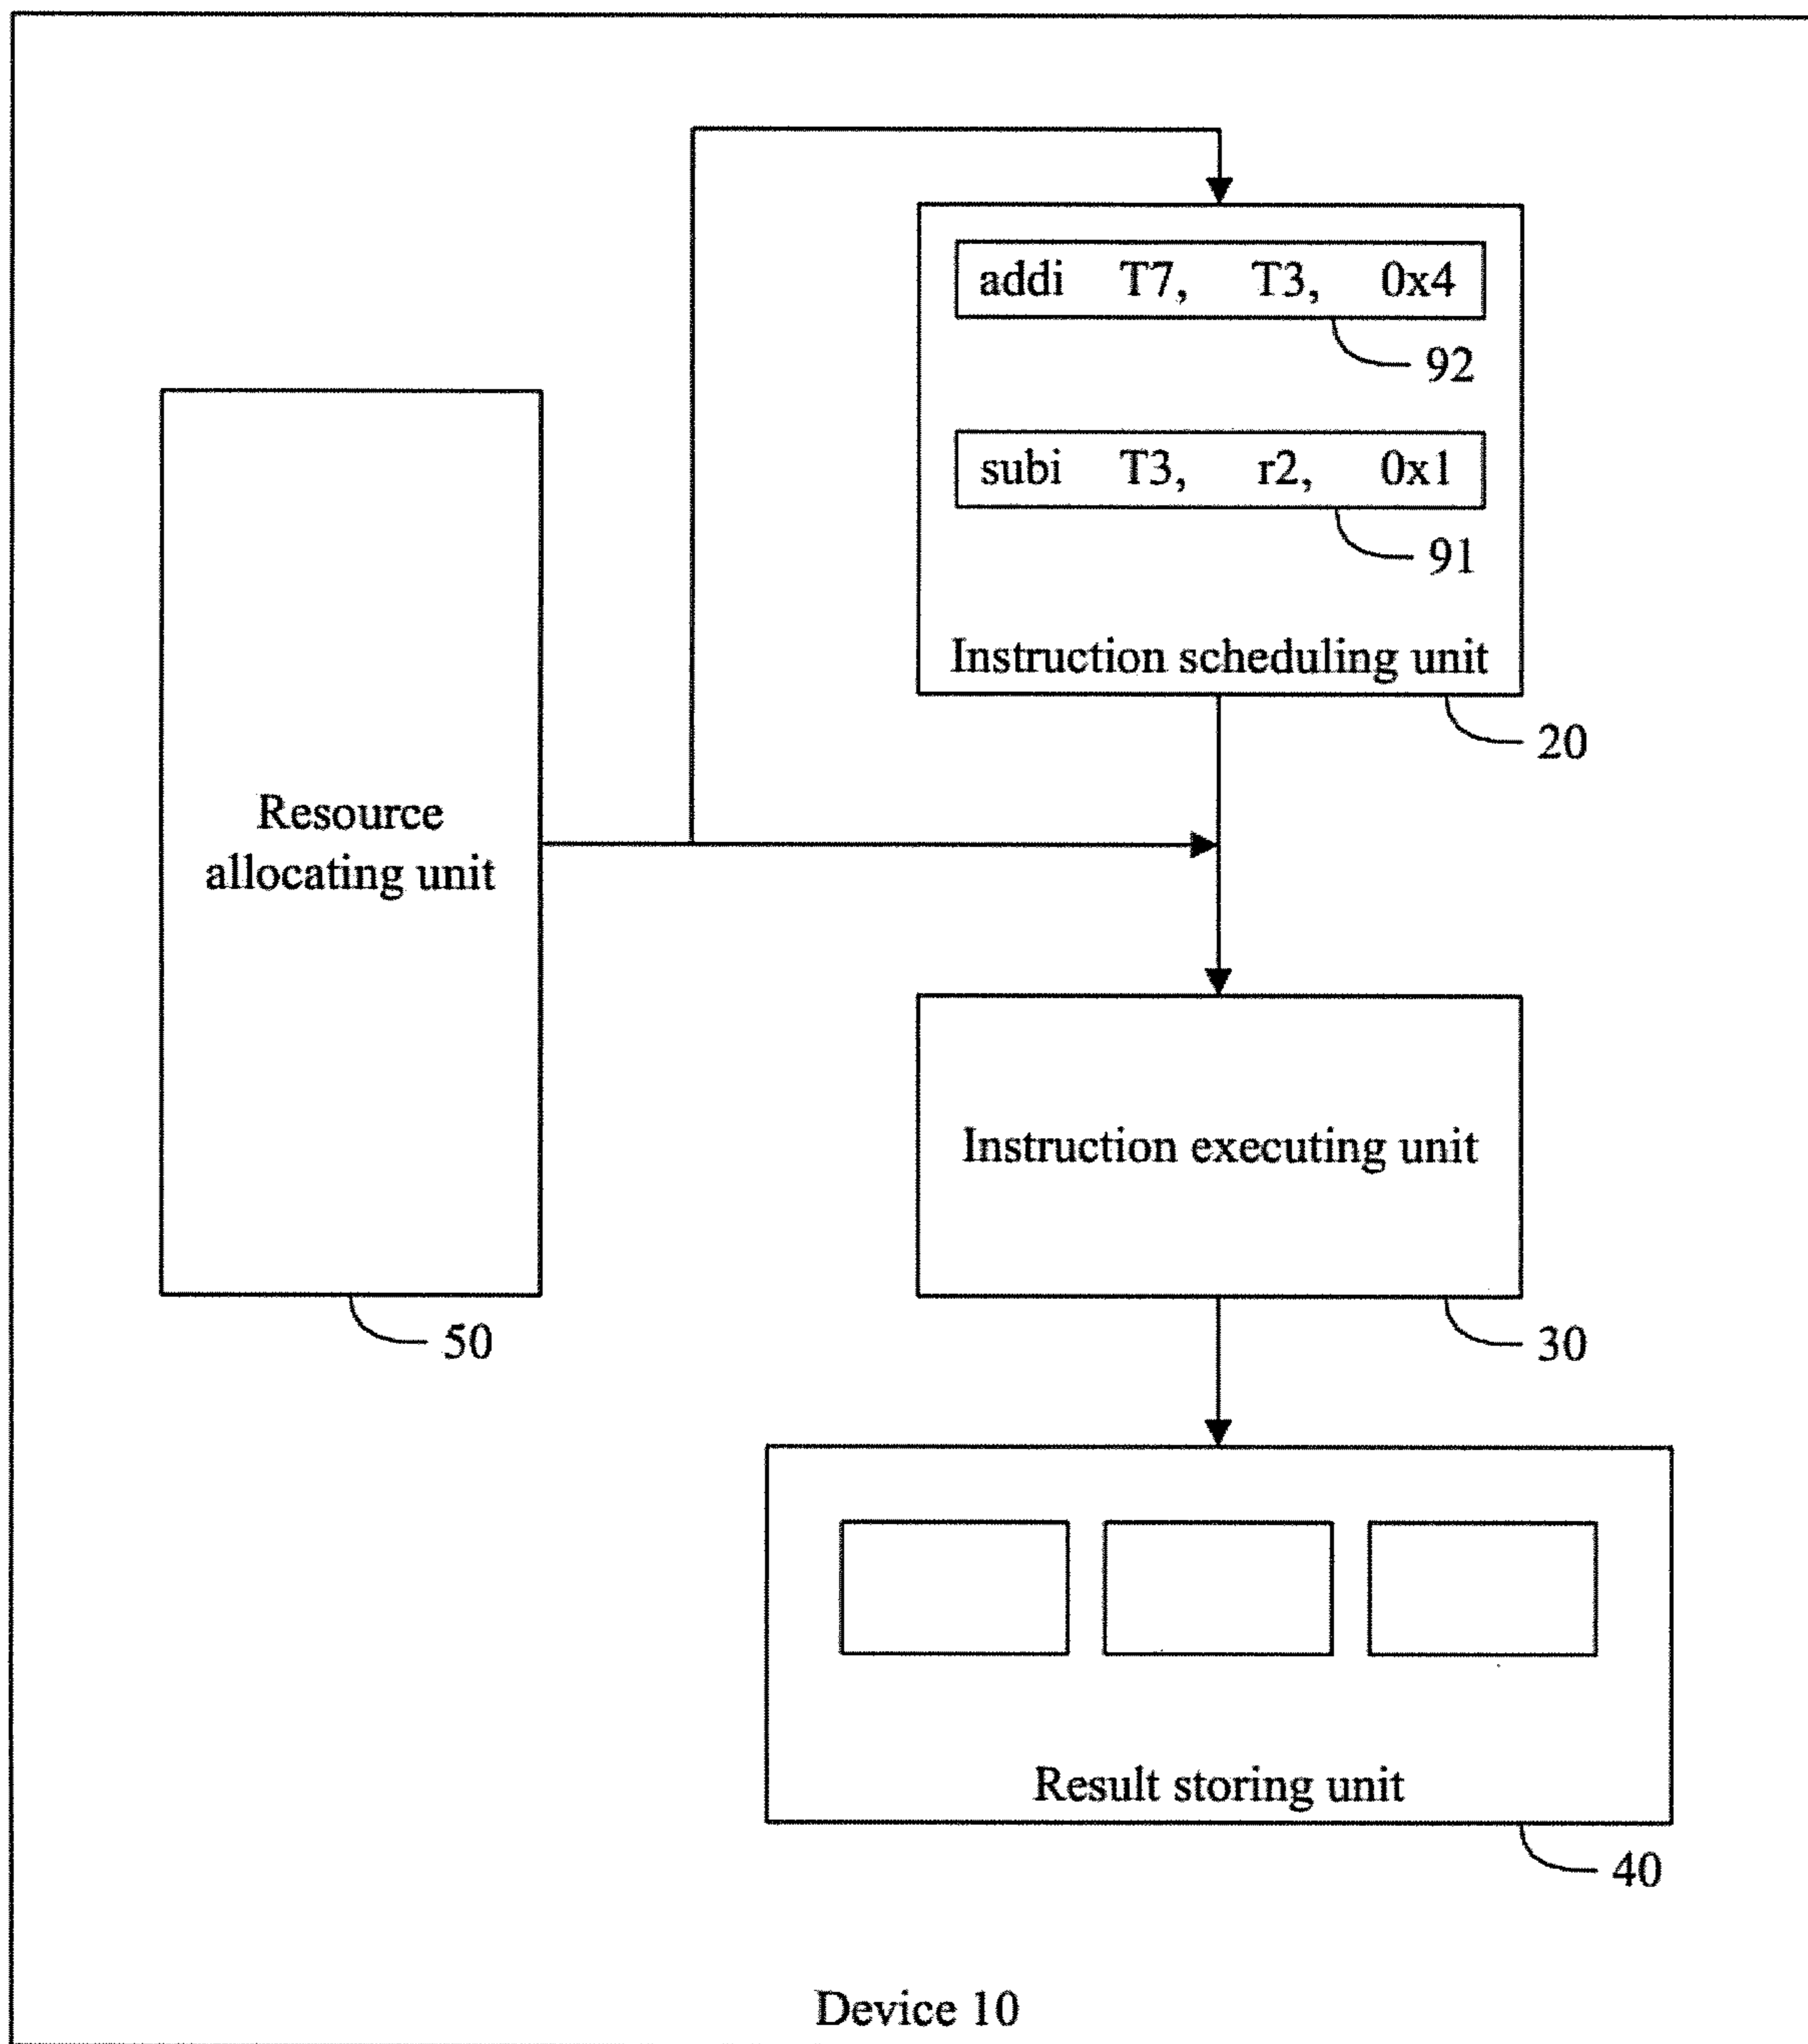 addi T7, T3, 0x4
92
subi T3, r2, 0x1
91
Instruction scheduling unit
20
Resource
allocating unit
50
Instruction executing unit
30
Result storing unit
40
Device 10